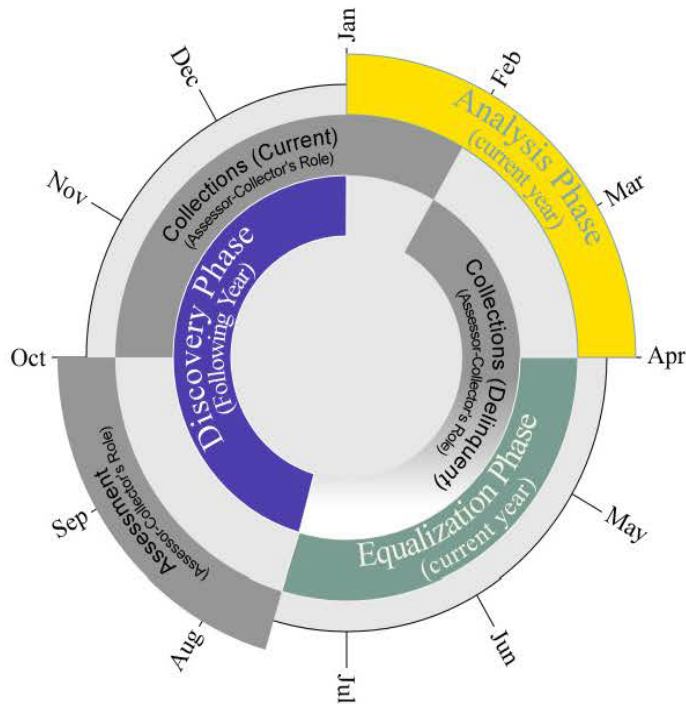 Jan
Feb
Mar
Apr
May
Jun
Jul
Aug
Sep
Oct
Nov
Dec
Analysis Phase
(current year)
Collections (Current)
(Assessor-Collector's Role)
Discovery Phase
(Following Year)
Collections (Delinquent)
(Assessor-Collector's Role)
Equalization Phase
(current year)
Assessment
(Assessor-Collector's Role)